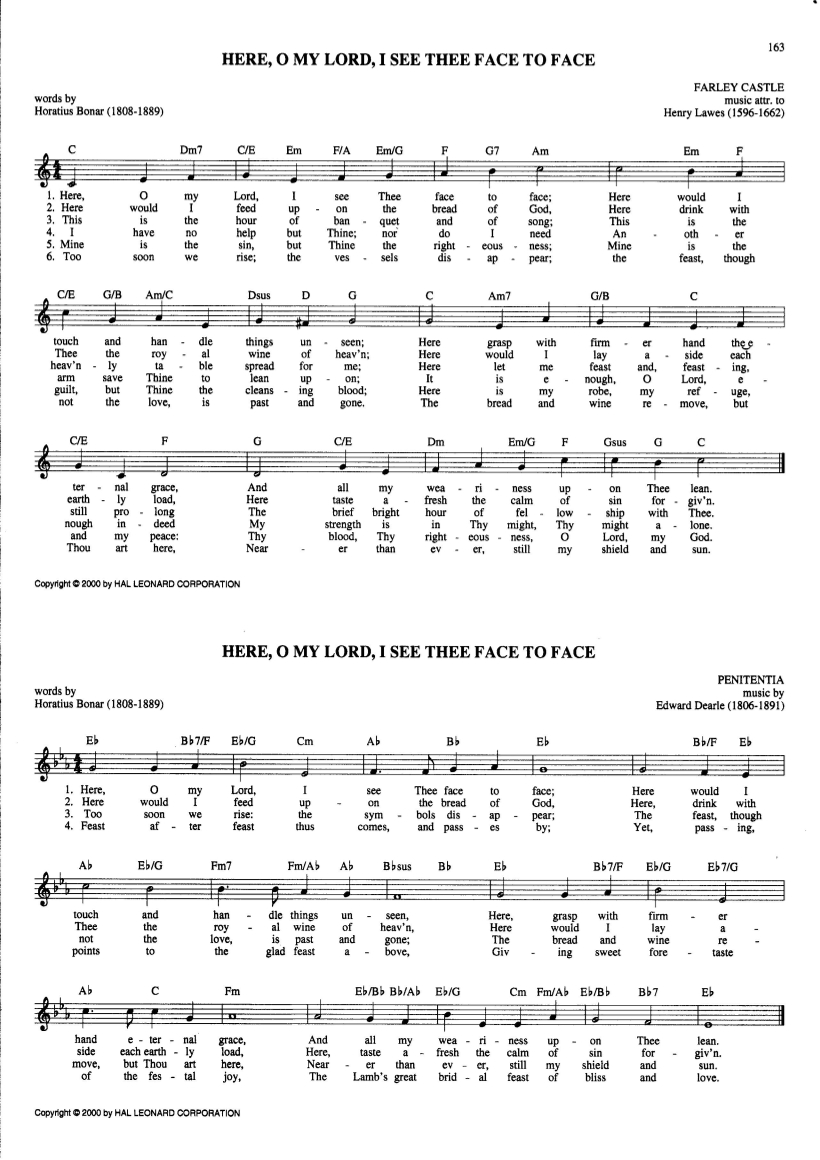 163
HERE, O MY LORD, I SEE THEE FACE TO FACE
FARLEY CASTLE
words by
music attr. to
Horatius Bonar (1808-1889)
Henry Lawes (1596-1662)
C Dm7 C/E Em F/A Em/G F G7 Am Em F
1. Here, O my Lord, I see Thee face to face; Here would I
2. Here would I feed up - on the bread of God, Here drink with
3. This is the hour of ban - quet and of song; This is the
4. I have no help but Thine; nor do I need An - oth - er
5. Mine is the sin, but Thine the right - eous - ness; Mine is the
6. Too soon we rise; the ves - sels dis - ap - pear; the feast, though
C/E G/B Am/C Dsus D G C Am7 G/B C
touch and han - dle things un - seen; Here grasp with firm - er hand thee -
Thee the roy - al wine of heav'n; Here would I lay a - side each
heav'n - ly ta - ble spread for me; Here let me feast and, feast - ing,
arm save Thine to lean up - on; It is e - nough, O Lord, e -
guilt, but Thine the cleans - ing blood; Here is my robe, my ref - uge,
not the love, is past and gone. The bread and wine re - move, but
C/E F G C/E Dm Em/G F Gsus G C
ter - nal grace, And all my wea - ri - ness up - on Thee lean.
earth - ly load, Here taste a - fresh the calm of sin for - giv'n.
still pro - long The brief bright hour of fel - low - ship with Thee.
nough in - deed My strength is in Thy might, Thy might a - lone.
and my peace: Thy blood, Thy right - eous - ness, O Lord, my God.
Thou art here, Near - er than ev - er, still my shield and sun.
Copyright © 2000 by HAL LEONARD CORPORATION
HERE, O MY LORD, I SEE THEE FACE TO FACE
PENITENTIA
words by
music by
Horatius Bonar (1808-1889)
Edward Dearle (1806-1891)
E♭ B♭7/F E♭/G Cm A♭ B♭ E♭ B♭/F E♭
1. Here, O my Lord, I see Thee face to face; Here would I
2. Here would I feed up - on the bread of God, Here, drink with
3. Too soon we rise: the sym - bols dis - ap - pear; The feast, though
4. Feast af - ter feast thus comes, and pass - es by; Yet, pass - ing,
A♭ E♭/G Fm7 Fm/A♭ A♭ B♭sus B♭ E♭ B♭7/F E♭/G E♭7/G
touch and han - dle things un - seen, Here, grasp with firm - er
Thee the roy - al wine of heav'n, Here would I lay a -
not the love, is past and gone; The bread and wine re -
points to the glad feast a - bove, Giv - ing sweet fore - taste
A♭ C Fm E♭/B♭ B♭/A♭ E♭/G Cm Fm/A♭ E♭/B♭ B♭7 E♭
hand e - ter - nal grace, And all my wea - ri - ness up - on Thee lean.
side each earth - ly load, Here, taste a - fresh the calm of sin for - giv'n.
move, but Thou art here, Near - er than ev - er, still my shield and sun.
of the fes - tal joy, The Lamb's great brid - al feast of bliss and love.
Copyright © 2000 by HAL LEONARD CORPORATION